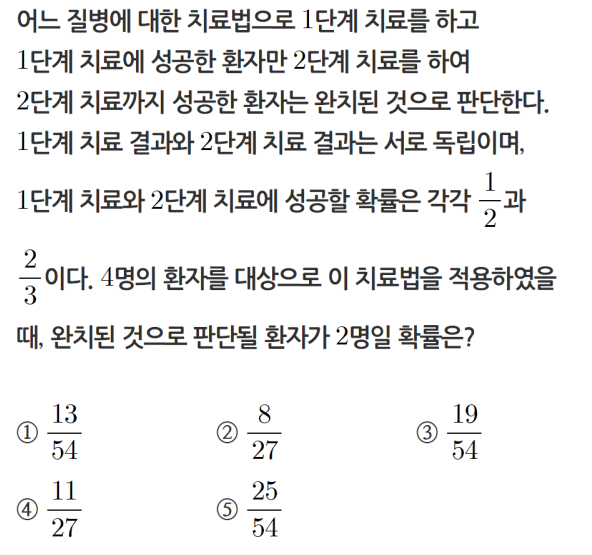 어느 질병에 대한 치료법으로 1단계 치료를 하고
1단계 치료에 성공한 환자만 2단계 치료를 하여
2단계 치료까지 성공한 환자는 완치된 것으로 판단한다.
1단계 치료 결과와 2단계 치료 결과는 서로 독립이며,
1단계 치료와 2단계 치료에 성공할 확률은 각각 1/2과
2/3이다. 4명의 환자를 대상으로 이 치료법을 적용하였을
때, 완치된 것으로 판단될 환자가 2명일 확률은?
① 13/54 ② 8/27 ③ 19/54
④ 11/27 ⑤ 25/54